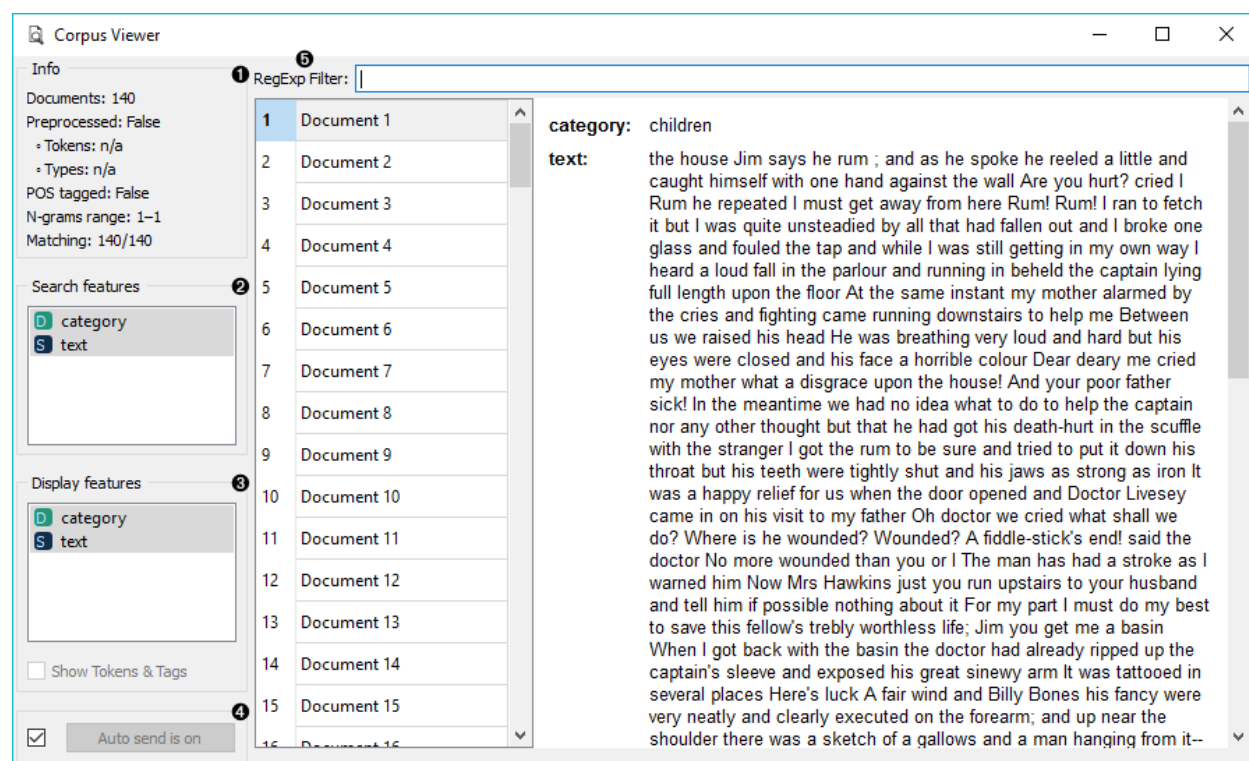 Corpus Viewer
Info
❶
❺
RegExp Filter:
Documents: 140
Preprocessed: False
◦ Tokens: n/a
◦ Types: n/a
POS tagged: False
N-grams range: 1–1
Matching: 140/140
Search features
❷
D category
S text
Display features
❸
D category
S text
Show Tokens & Tags
❹
Auto send is on
1 Document 1
2 Document 2
3 Document 3
4 Document 4
5 Document 5
6 Document 6
7 Document 7
8 Document 8
9 Document 9
10 Document 10
11 Document 11
12 Document 12
13 Document 13
14 Document 14
15 Document 15
16 Document 16
category: children
text: the house Jim says he rum ; and as he spoke he reeled a little and
caught himself with one hand against the wall Are you hurt? cried I
Rum he repeated I must get away from here Rum! Rum! I ran to fetch
it but I was quite unsteadied by all that had fallen out and I broke one
glass and fouled the tap and while I was still getting in my own way I
heard a loud fall in the parlour and running in beheld the captain lying
full length upon the floor At the same instant my mother alarmed by
the cries and fighting came running downstairs to help me Between
us we raised his head He was breathing very loud and hard but his
eyes were closed and his face a horrible colour Dear deary me cried
my mother what a disgrace upon the house! And your poor father
sick! In the meantime we had no idea what to do to help the captain
nor any other thought but that he had got his death-hurt in the scuffle
with the stranger I got the rum to be sure and tried to put it down his
throat but his teeth were tightly shut and his jaws as strong as iron It
was a happy relief for us when the door opened and Doctor Livesey
came in on his visit to my father Oh doctor we cried what shall we
do? Where is he wounded? Wounded? A fiddle-stick's end! said the
doctor No more wounded than you or I The man has had a stroke as I
warned him Now Mrs Hawkins just you run upstairs to your husband
and tell him if possible nothing about it For my part I must do my best
to save this fellow's trebly worthless life; Jim you get me a basin
When I got back with the basin the doctor had already ripped up the
captain's sleeve and exposed his great sinewy arm It was tattooed in
several places Here's luck A fair wind and Billy Bones his fancy were
very neatly and clearly executed on the forearm; and up near the
shoulder there was a sketch of a gallows and a man hanging from it--